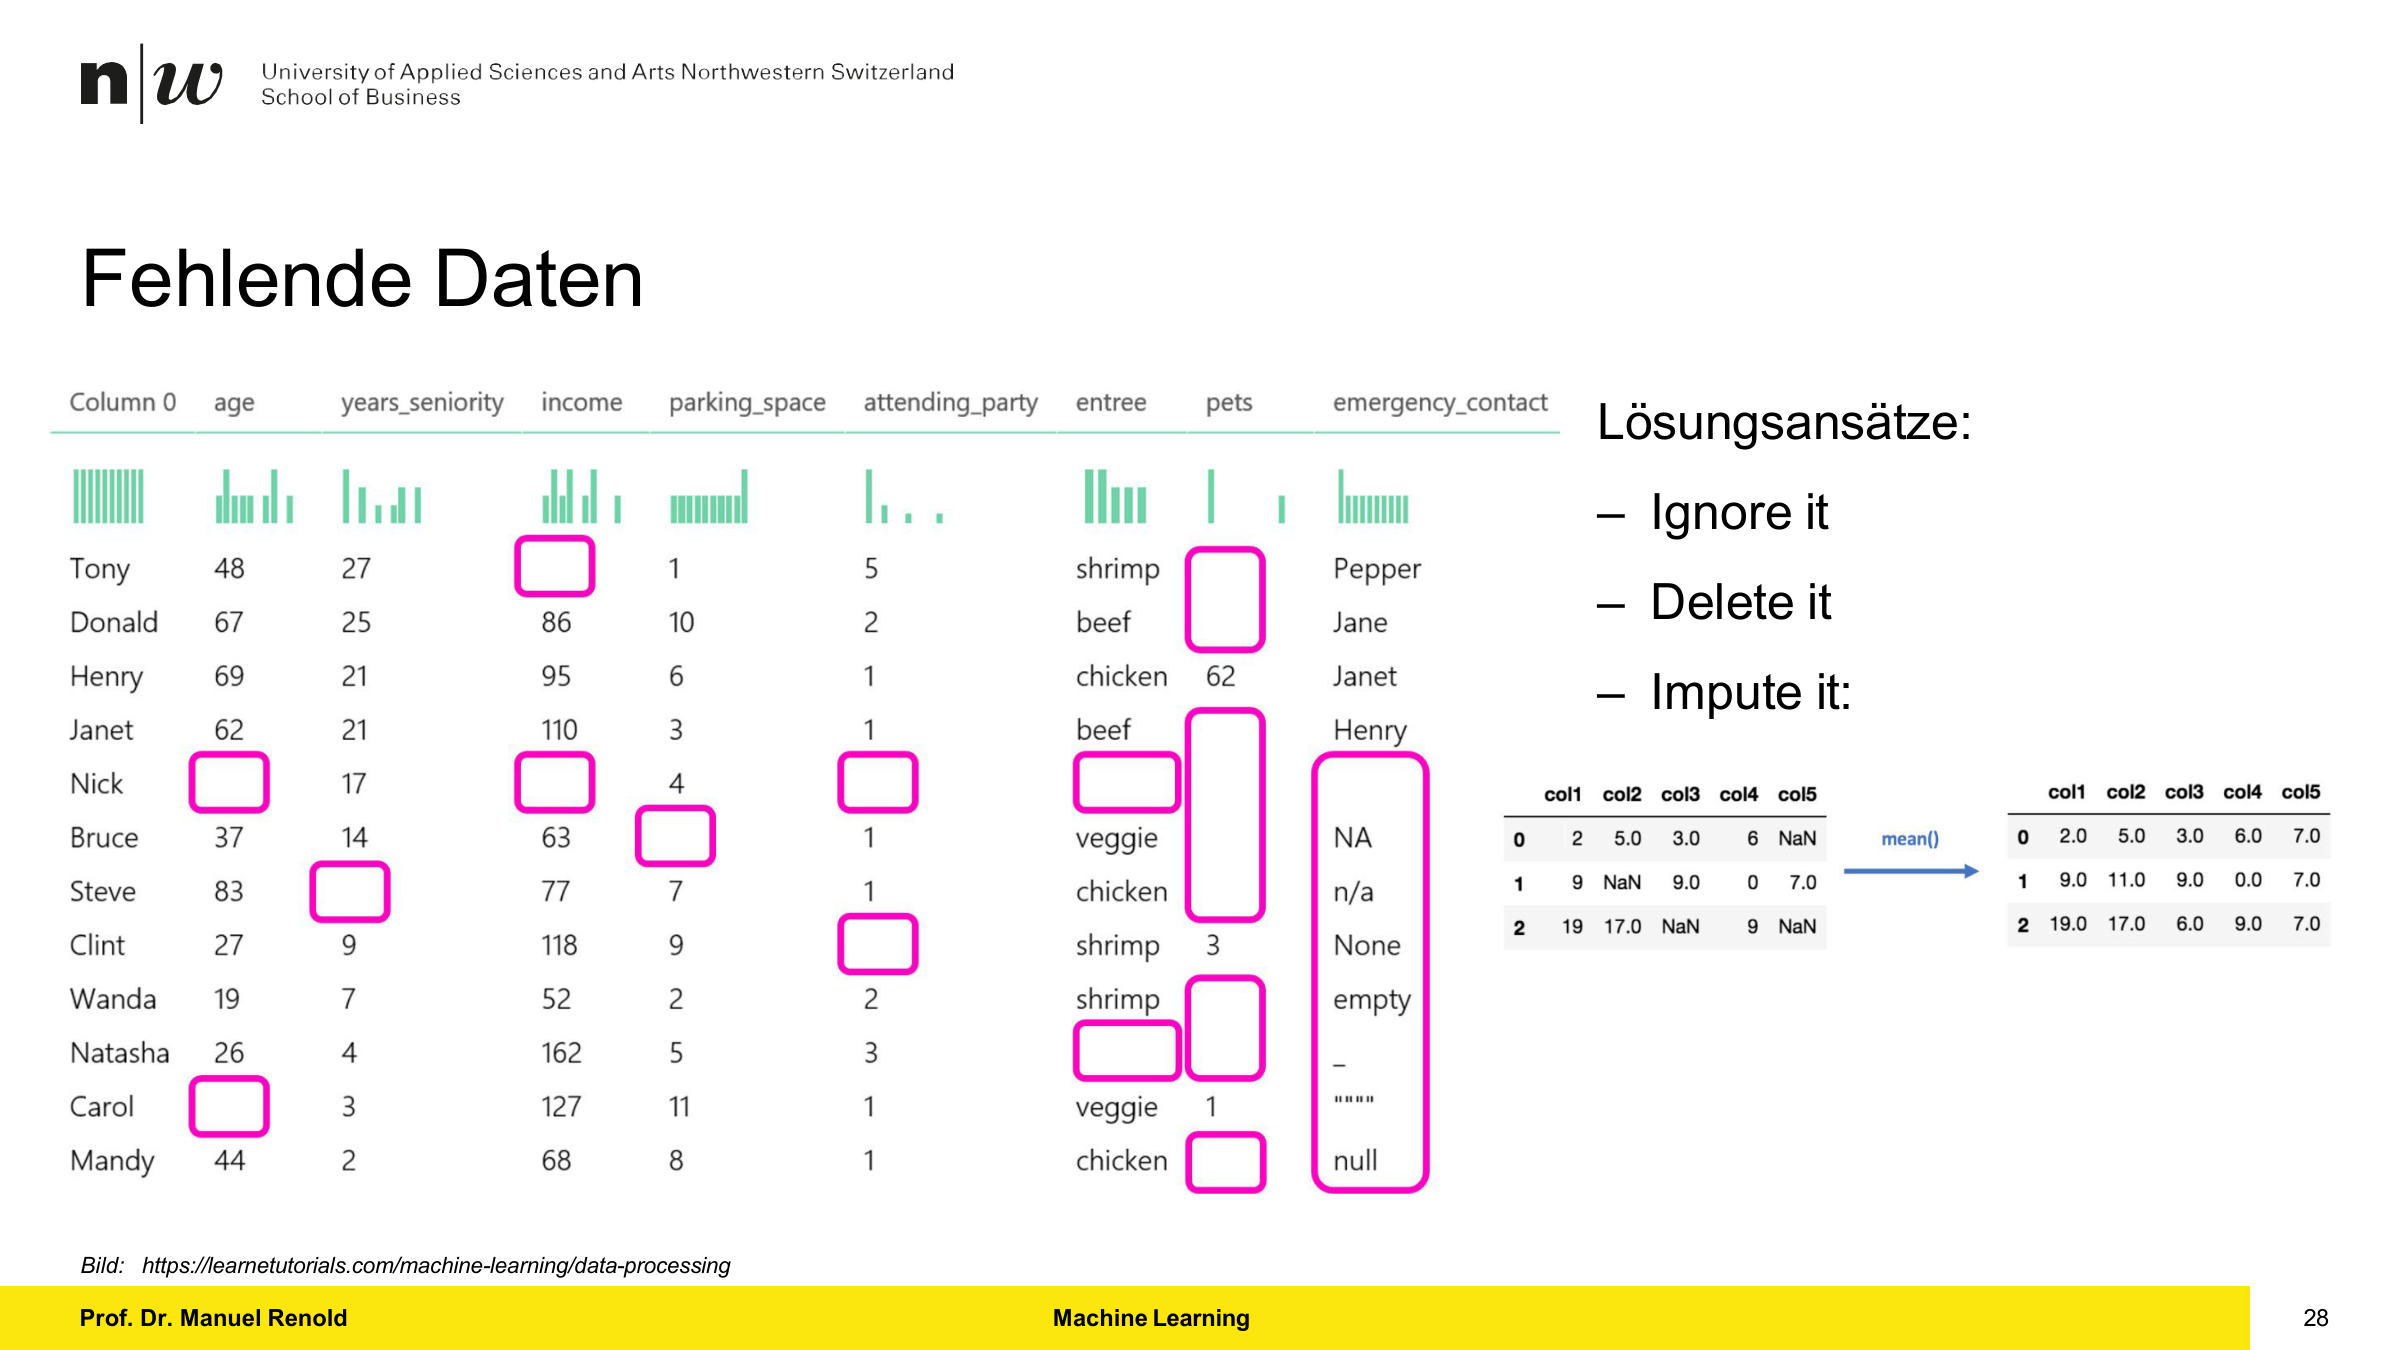 n|w University of Applied Sciences and Arts Northwestern Switzerland
School of Business
Fehlende Daten
Column 0 age years_seniority income parking_space attending_party entree pets emergency_contact
Tony 48 27 1 5 shrimp Pepper
Donald 67 25 86 10 2 beef Jane
Henry 69 21 95 6 1 chicken 62 Janet
Janet 62 21 110 3 1 beef Henry
Nick 17 4
Bruce 37 14 63 1 veggie NA
Steve 83 77 7 1 chicken n/a
Clint 27 9 118 9 shrimp 3 None
Wanda 19 7 52 2 2 shrimp empty
Natasha 26 4 162 5 3 _
Carol 3 127 11 1 veggie 1 """"
Mandy 44 2 68 8 1 chicken null
Lösungsansätze:
– Ignore it
– Delete it
– Impute it:
col1 col2 col3 col4 col5
0 2 5.0 3.0 6 NaN
1 9 NaN 9.0 0 7.0
2 19 17.0 NaN 9 NaN
mean()
col1 col2 col3 col4 col5
0 2.0 5.0 3.0 6.0 7.0
1 9.0 11.0 9.0 0.0 7.0
2 19.0 17.0 6.0 9.0 7.0
Bild: https://learnetutorials.com/machine-learning/data-processing
Prof. Dr. Manuel Renold Machine Learning 28